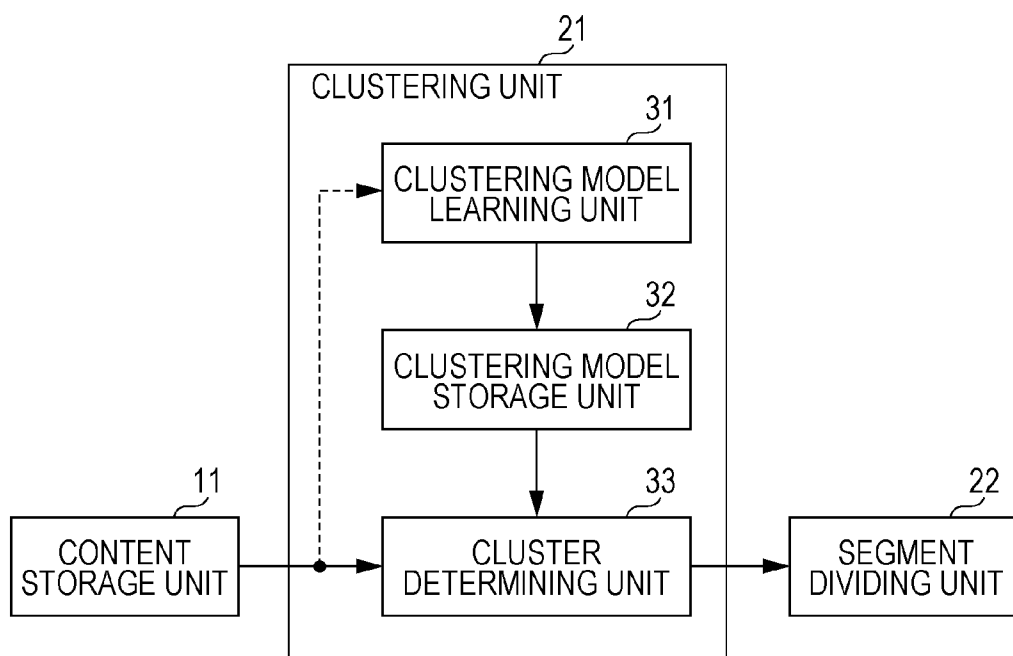 21
CLUSTERING UNIT
31
CLUSTERING MODEL
LEARNING UNIT
32
CLUSTERING MODEL
STORAGE UNIT
11
CONTENT
STORAGE UNIT
33
CLUSTER
DETERMINING UNIT
22
SEGMENT
DIVIDING UNIT